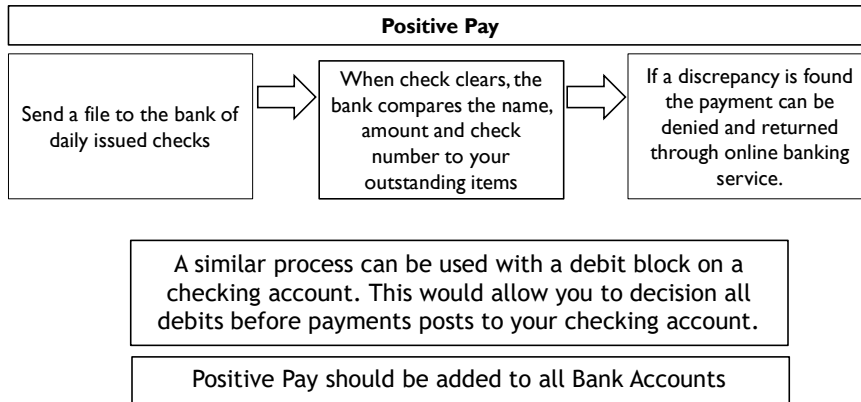 Positive Pay
Send a file to the bank of
daily issued checks
When check clears, the
bank compares the name,
amount and check
number to your
outstanding items
If a discrepancy is found
the payment can be
denied and returned
through online banking
service.
A similar process can be used with a debit block on a
checking account. This would allow you to decision all
debits before payments posts to your checking account.
Positive Pay should be added to all Bank Accounts